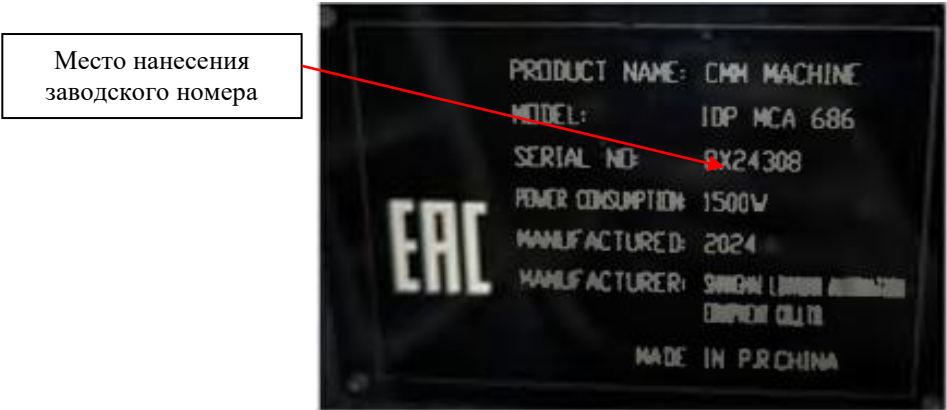 Место нанесения
заводского номера
PRODUCT NAME: CMM MACHINE
MODEL: IDP MCA 686
SERIAL NO: X24308
POWER CONSUMPTION: 1500W
MANUFACTURED: 2024
MANUFACTURER:
MADE IN P.R.CHINA
EAC